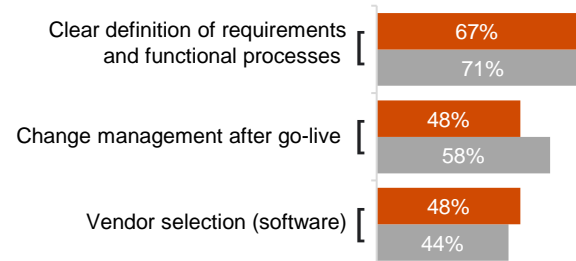 Clear definition of requirements
and functional processes
67%
71%
Change management after go-live
48%
58%
Vendor selection (software)
48%
44%